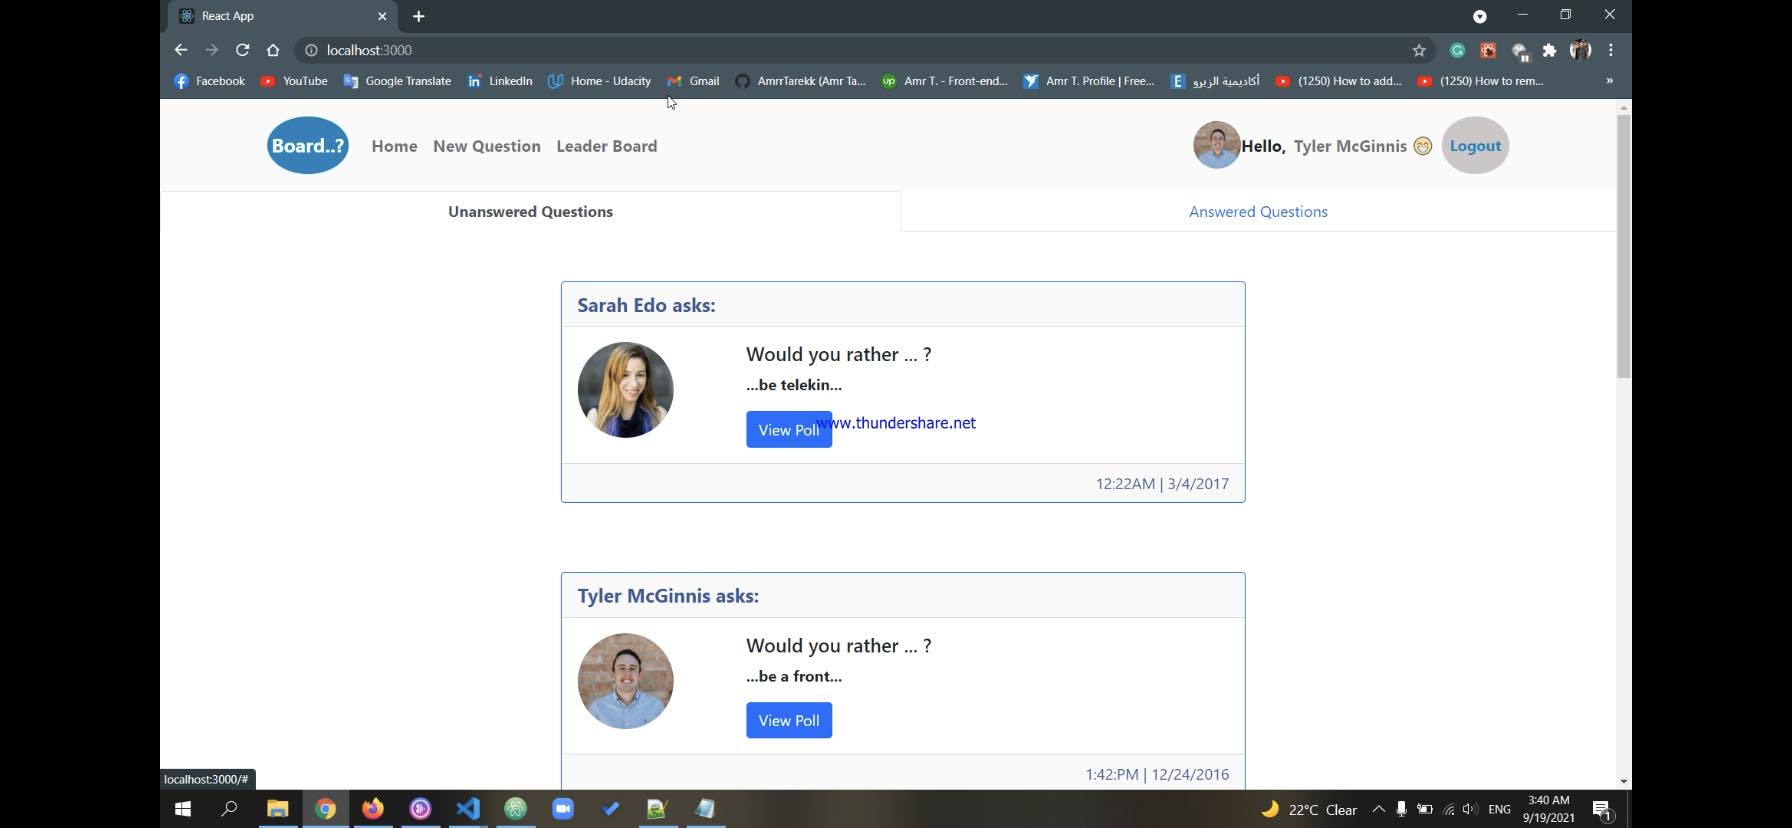 React App
localhost:3000
Facebook YouTube Google Translate LinkedIn Home - Udacity Gmail AmrrTarekk (Amr Ta... Amr T. - Front-end... Amr T. Profile | Free... أكاديمية الزيرو (1250) How to add... (1250) How to rem... »
Board..? Home New Question Leader Board Hello, Tyler McGinnis Logout
Unanswered Questions Answered Questions
Sarah Edo asks:
Would you rather ... ?
...be telekin...
View Poll
www.thundershare.net
12:22AM | 3/4/2017
Tyler McGinnis asks:
Would you rather ... ?
...be a front...
View Poll
1:42:PM | 12/24/2016
localhost:3000/#
22°C Clear ENG 3:40 AM
9/19/2021
1